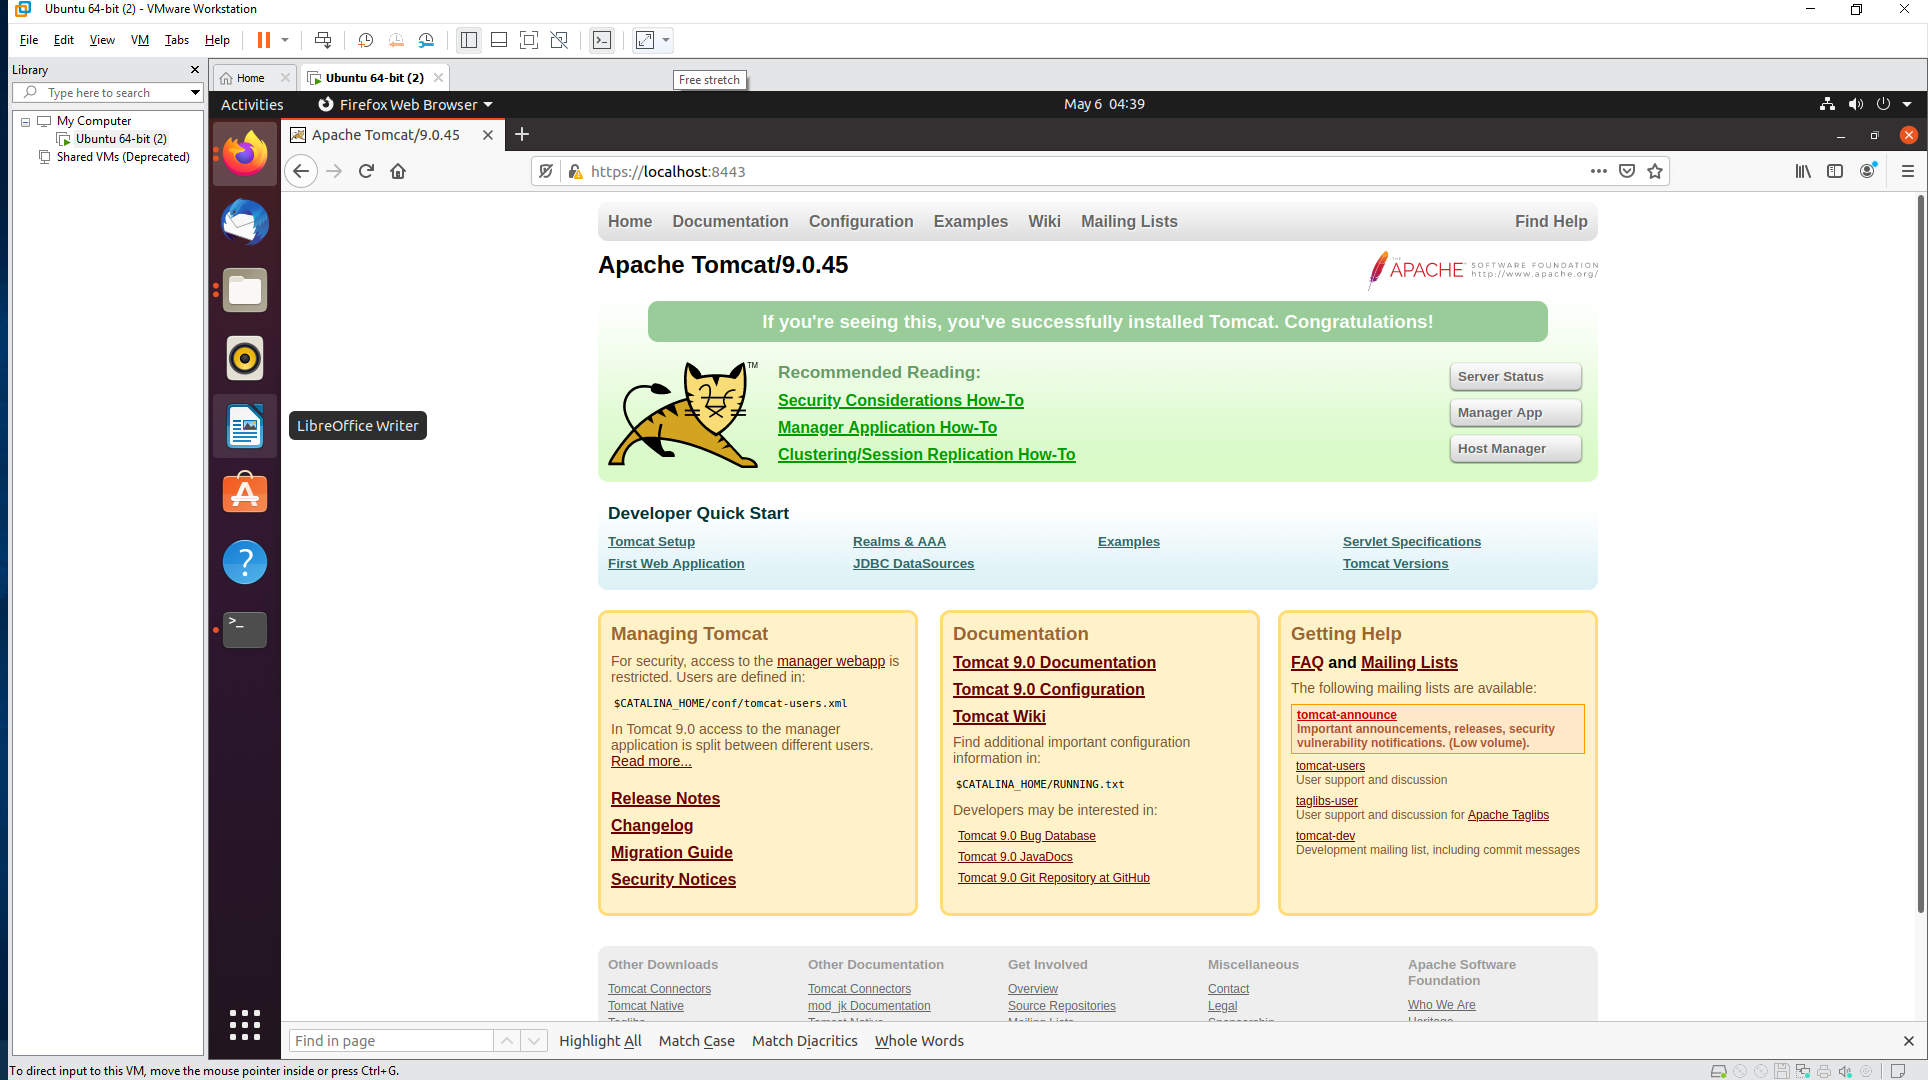 Ubuntu 64-bit (2) - VMware Workstation
File Edit View VM Tabs Help
Library
Home
Ubuntu 64-bit (2)
Free stretch
Type here to search
My Computer
Ubuntu 64-bit (2)
Shared VMs (Deprecated)
Activities
Firefox Web Browser
May 6 04:39
Apache Tomcat/9.0.45
https://localhost:8443
Home Documentation Configuration Examples Wiki Mailing Lists Find Help
Apache Tomcat/9.0.45
THE
APACHE
SOFTWARE FOUNDATION
http://www.apache.org/
If you're seeing this, you've successfully installed Tomcat. Congratulations!
TM
Recommended Reading:
Security Considerations How-To
Manager Application How-To
Clustering/Session Replication How-To
Server Status
Manager App
Host Manager
LibreOffice Writer
Developer Quick Start
Tomcat Setup
First Web Application
Realms & AAA
JDBC DataSources
Examples
Servlet Specifications
Tomcat Versions
Managing Tomcat
For security, access to the manager webapp is
restricted. Users are defined in:
$CATALINA_HOME/conf/tomcat-users.xml
In Tomcat 9.0 access to the manager
application is split between different users.
Read more...
Release Notes
Changelog
Migration Guide
Security Notices
Documentation
Tomcat 9.0 Documentation
Tomcat 9.0 Configuration
Tomcat Wiki
Find additional important configuration
information in:
$CATALINA_HOME/RUNNING.txt
Developers may be interested in:
Tomcat 9.0 Bug Database
Tomcat 9.0 JavaDocs
Tomcat 9.0 Git Repository at GitHub
Getting Help
FAQ and Mailing Lists
The following mailing lists are available:
tomcat-announce
Important announcements, releases, security
vulnerability notifications. (Low volume).
tomcat-users
User support and discussion
taglibs-user
User support and discussion for Apache Taglibs
tomcat-dev
Development mailing list, including commit messages
Other Downloads
Tomcat Connectors
Tomcat Native
Taglibs
Other Documentation
Tomcat Connectors
mod_jk Documentation
Tomcat Native
Get Involved
Overview
Source Repositories
Mailing Lists
Miscellaneous
Contact
Legal
Sponsorship
Apache Software
Foundation
Who We Are
Heritage
Find in page
Highlight All Match Case Match Diacritics Whole Words
To direct input to this VM, move the mouse pointer inside or press Ctrl+G.